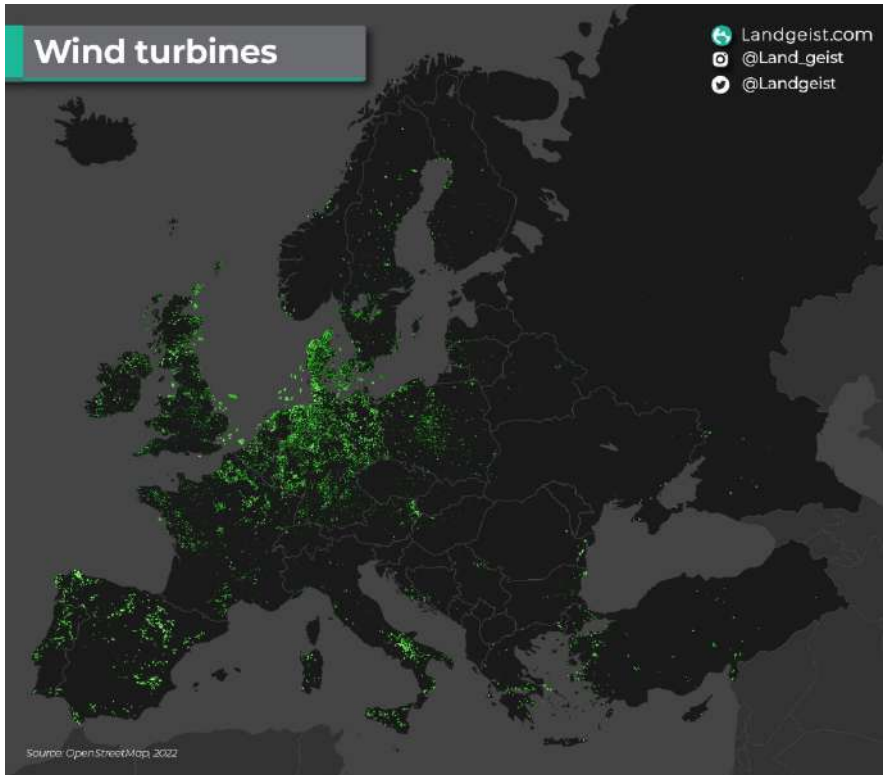 Wind turbines
Landgeist.com
@Land_geist
@Landgeist
Source: OpenStreetMap, 2022